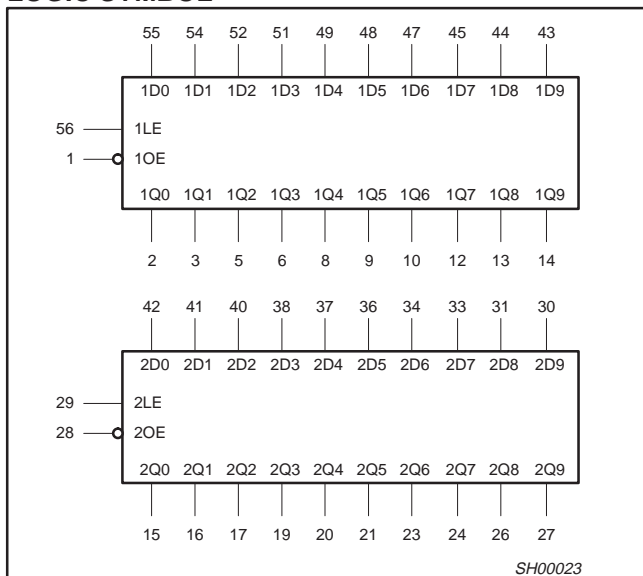 55 54 52 51 49 48 47 45 44 43
1D0 1D1 1D2 1D3 1D4 1D5 1D6 1D7 1D8 1D9
56 1LE
1 1OE
1Q0 1Q1 1Q2 1Q3 1Q4 1Q5 1Q6 1Q7 1Q8 1Q9
2 3 5 6 8 9 10 12 13 14
42 41 40 38 37 36 34 33 31 30
2D0 2D1 2D2 2D3 2D4 2D5 2D6 2D7 2D8 2D9
29 2LE
28 2OE
2Q0 2Q1 2Q2 2Q3 2Q4 2Q5 2Q6 2Q7 2Q8 2Q9
15 16 17 19 20 21 23 24 26 27
SH00023